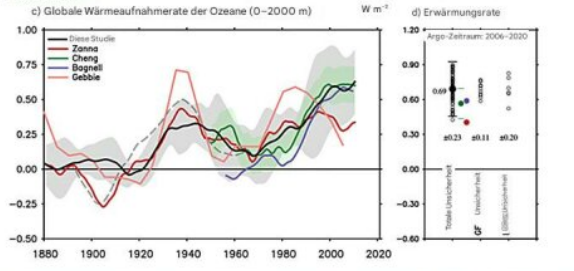 c) Globale Wärmeaufnahmerate der Ozeane (0–2000 m)
W m⁻²
d) Erwärmungsrate
1.00
0.75
0.50
0.25
0.00
−0.25
−0.50
Diese Studie
Zanna
Cheng
Bagnell
Gebbie
1880
1900
1920
1940
1960
1980
2000
2020
1.20
0.90
0.60
0.30
0.00
−0.30
−0.60
Argo-Zeitraum: 2006–2020
0.69
±0.23
±0.11
±0.20
Totale Unsicherheit
GF Unsicherheit